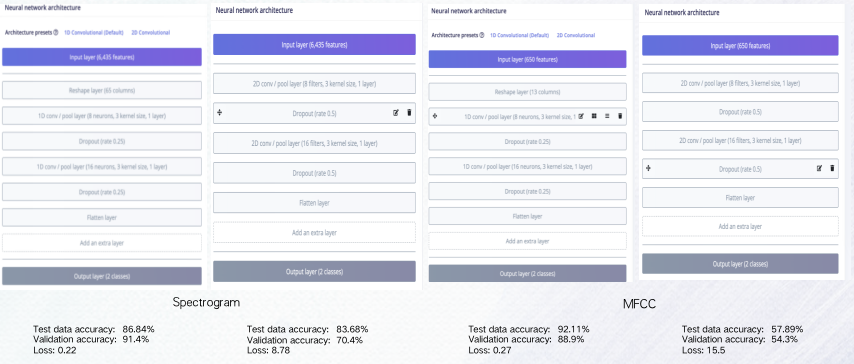 Neural network architecture
Architecture presets 1D Convolutional (Default) 2D Convolutional
Input layer (6,435 features)
Reshape layer (63 columns)
1D conv / pool layer (8 neurons, 3 kernel size, 1 layer)
Dropout (rate 0.25)
1D conv / pool layer (16 neurons, 3 kernel size, 1 layer)
Dropout (rate 0.25)
Flatten layer
Add an extra layer
Output layer (2 classes)
Neural network architecture
Input layer (6,435 features)
2D conv / pool layer (8 filters, 3 kernel size, 1 layer)
Dropout (rate 0.5)
2D conv / pool layer (16 filters, 3 kernel size, 1 layer)
Dropout (rate 0.5)
Flatten layer
Add an extra layer
Output layer (2 classes)
Neural network architecture
Architecture presets 1D Convolutional (Default) 2D Convolutional
Input layer (650 features)
Reshape layer (13 columns)
1D conv / pool layer (8 neurons, 3 kernel size, 1
Dropout (rate 0.25)
1D conv / pool layer (16 neurons, 3 kernel size, 1 layer)
Dropout (rate 0.25)
Flatten layer
Add an extra layer
Output layer (2 classes)
Neural network architecture
Input layer (650 features)
2D conv / pool layer (8 filters, 3 kernel size, 1 layer)
Dropout (rate 0.5)
2D conv / pool layer (16 filters, 3 kernel size, 1 layer)
Dropout (rate 0.5)
Flatten layer
Add an extra layer
Output layer (2 classes)
Spectrogram
MFCC
Test data accuracy: 86.84%
Validation accuracy: 91.4%
Loss: 0.22
Test data accuracy: 83.68%
Validation accuracy: 70.4%
Loss: 8.78
Test data accuracy: 92.11%
Validation accuracy: 88.9%
Loss: 0.27
Test data accuracy: 57.89%
Validation accuracy: 54.3%
Loss: 15.5